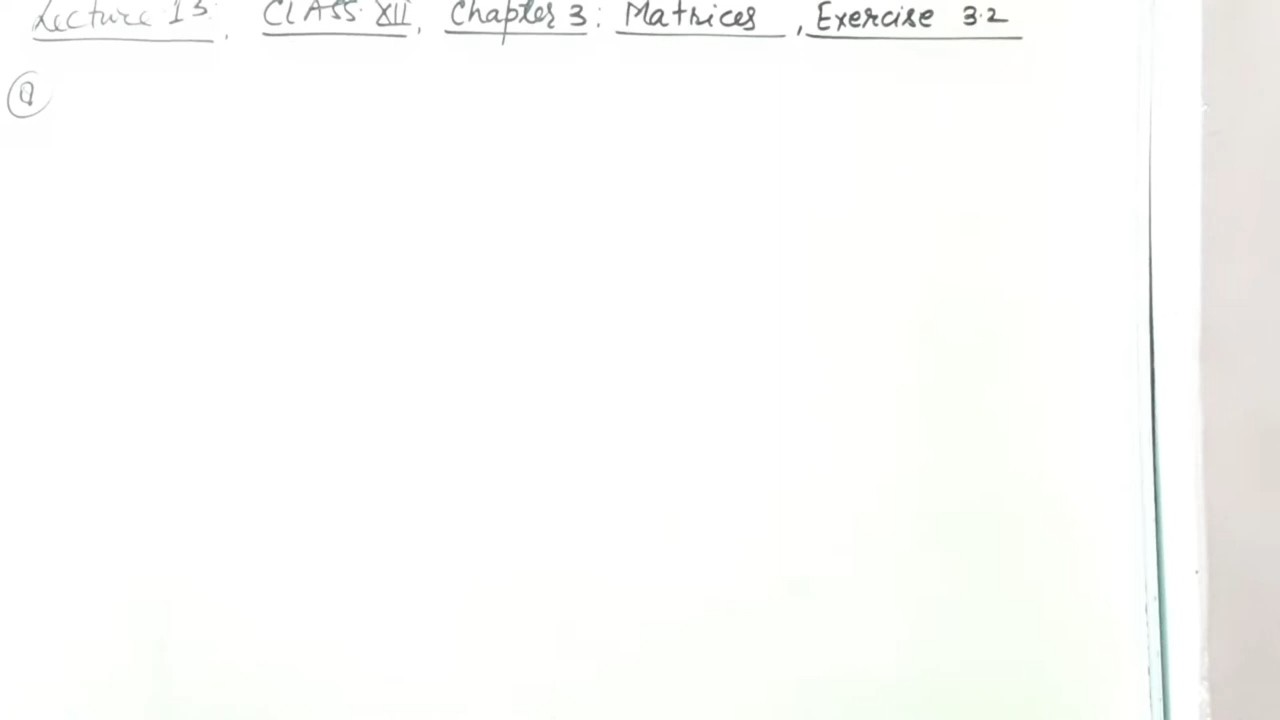 Lecture 13, CLASS XII, Chapter 3: Matrices, Exercise 3.2
Q